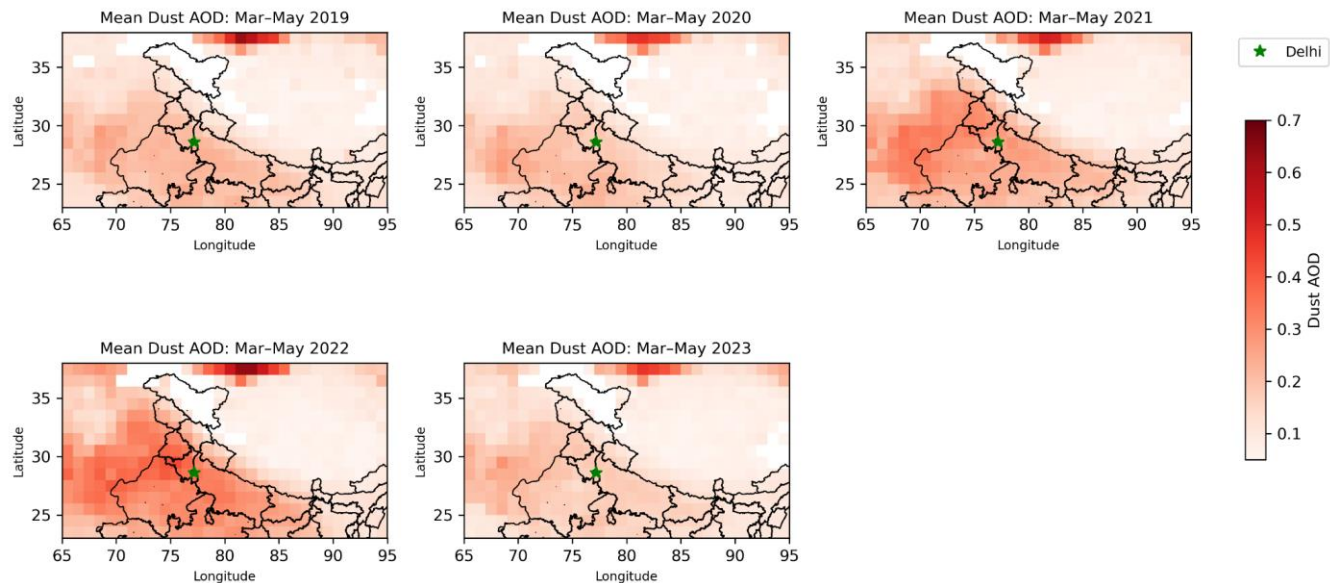 Mean Dust AOD: Mar–May 2019
35
30
25
Latitude
65 70 75 80 85 90 95
Longitude
Mean Dust AOD: Mar–May 2020
35
30
25
Latitude
65 70 75 80 85 90 95
Longitude
Mean Dust AOD: Mar–May 2021
35
30
25
Latitude
65 70 75 80 85 90 95
Longitude
Delhi
0.7
0.6
0.5
0.4
0.3
0.2
0.1
Dust AOD
Mean Dust AOD: Mar–May 2022
35
30
25
Latitude
65 70 75 80 85 90 95
Longitude
Mean Dust AOD: Mar–May 2023
35
30
25
Latitude
65 70 75 80 85 90 95
Longitude